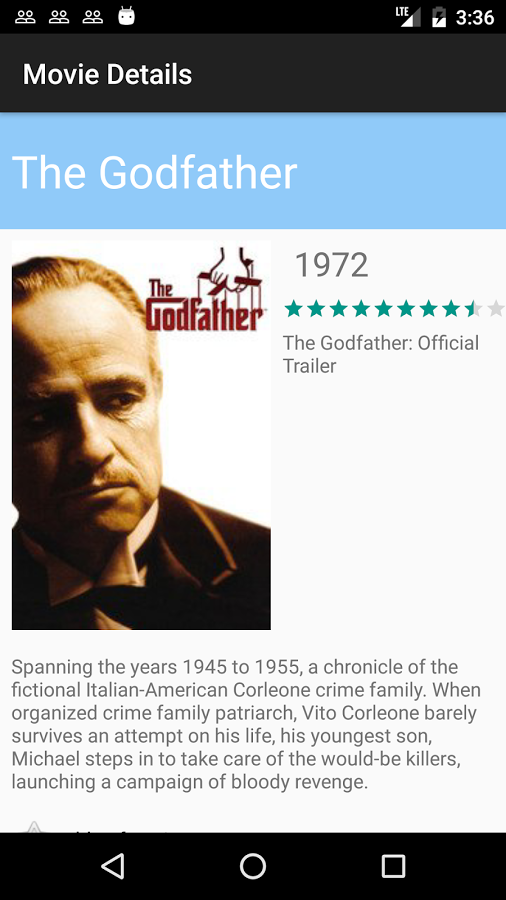 LTE
3:36
Movie Details
The Godfather
The
Godfather
1972
The Godfather: Official
Trailer
Spanning the years 1945 to 1955, a chronicle of the
fictional Italian-American Corleone crime family. When
organized crime family patriarch, Vito Corleone barely
survives an attempt on his life, his youngest son,
Michael steps in to take care of the would-be killers,
launching a campaign of bloody revenge.